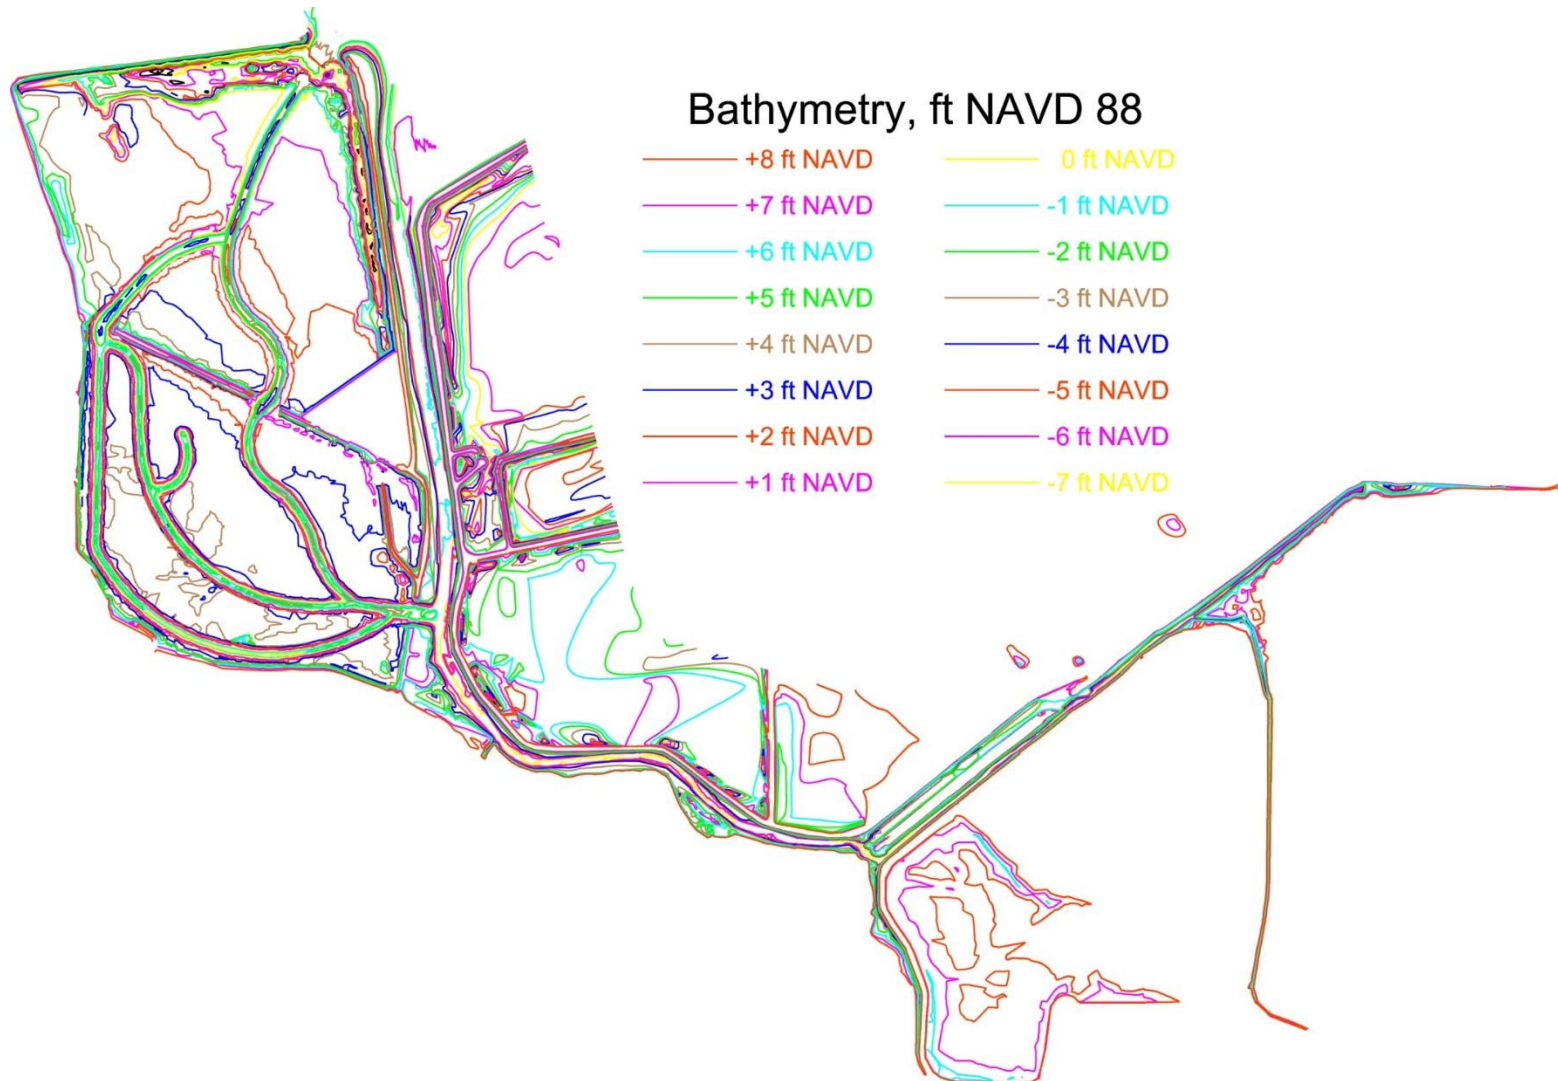 Bathymetry, ft NAVD 88
+8 ft NAVD
+7 ft NAVD
+6 ft NAVD
+5 ft NAVD
+4 ft NAVD
+3 ft NAVD
+2 ft NAVD
+1 ft NAVD
0 ft NAVD
-1 ft NAVD
-2 ft NAVD
-3 ft NAVD
-4 ft NAVD
-5 ft NAVD
-6 ft NAVD
-7 ft NAVD